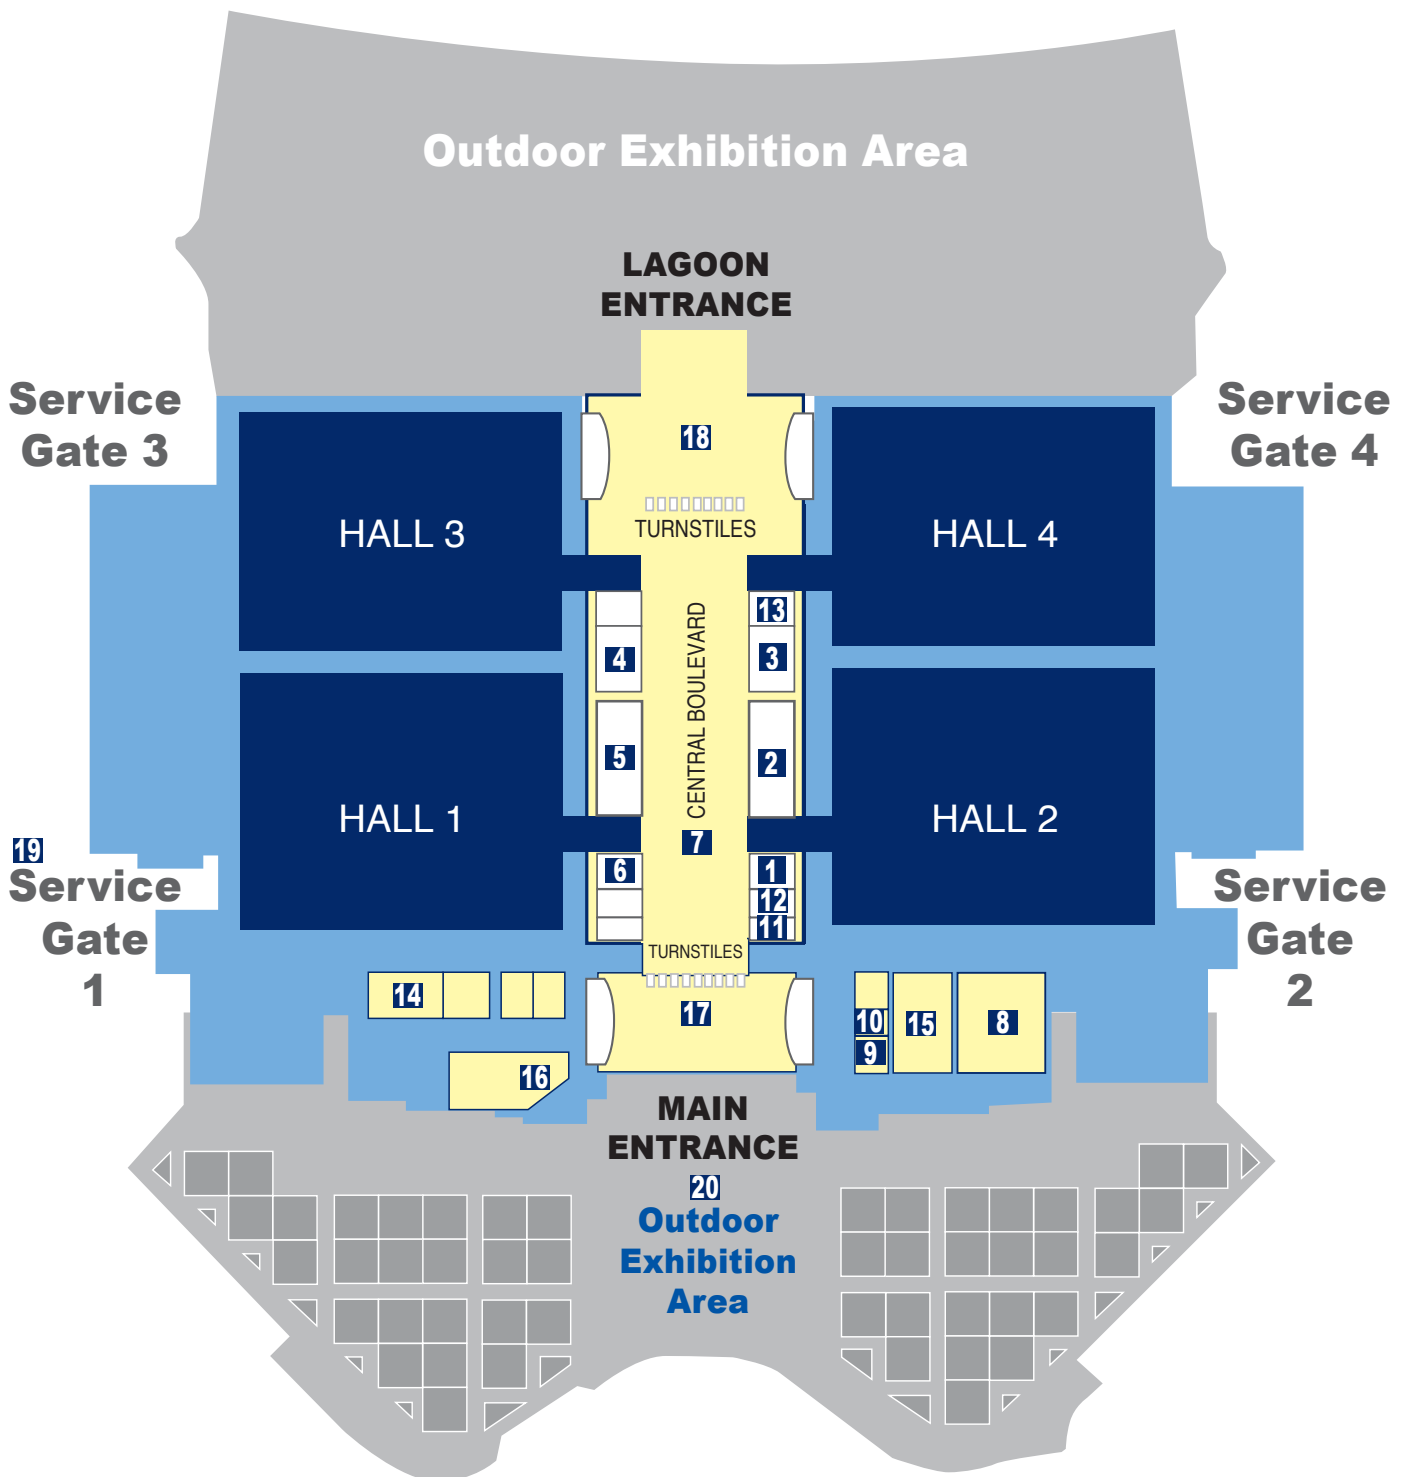 Outdoor Exhibition Area
LAGOON
ENTRANCE
Service
Gate 3
Service
Gate 4
18
TURNSTILES
HALL 3
HALL 4
13
4
3
CENTRAL BOULEVARD
5
2
HALL 1
HALL 2
7
19
Service
Gate
1
6
1
12
11
Service
Gate
2
TURNSTILES
14
17
10
15
8
9
16
MAIN
ENTRANCE
20
Outdoor
Exhibition
Area